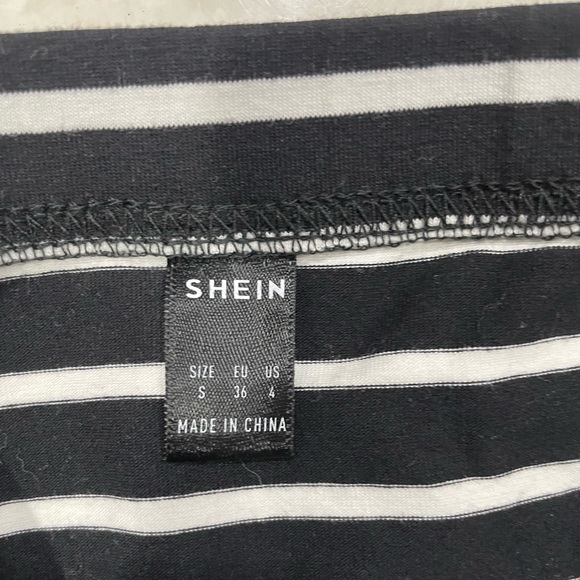 SHEIN
SIZE EU US
S 36 4
MADE IN CHINA